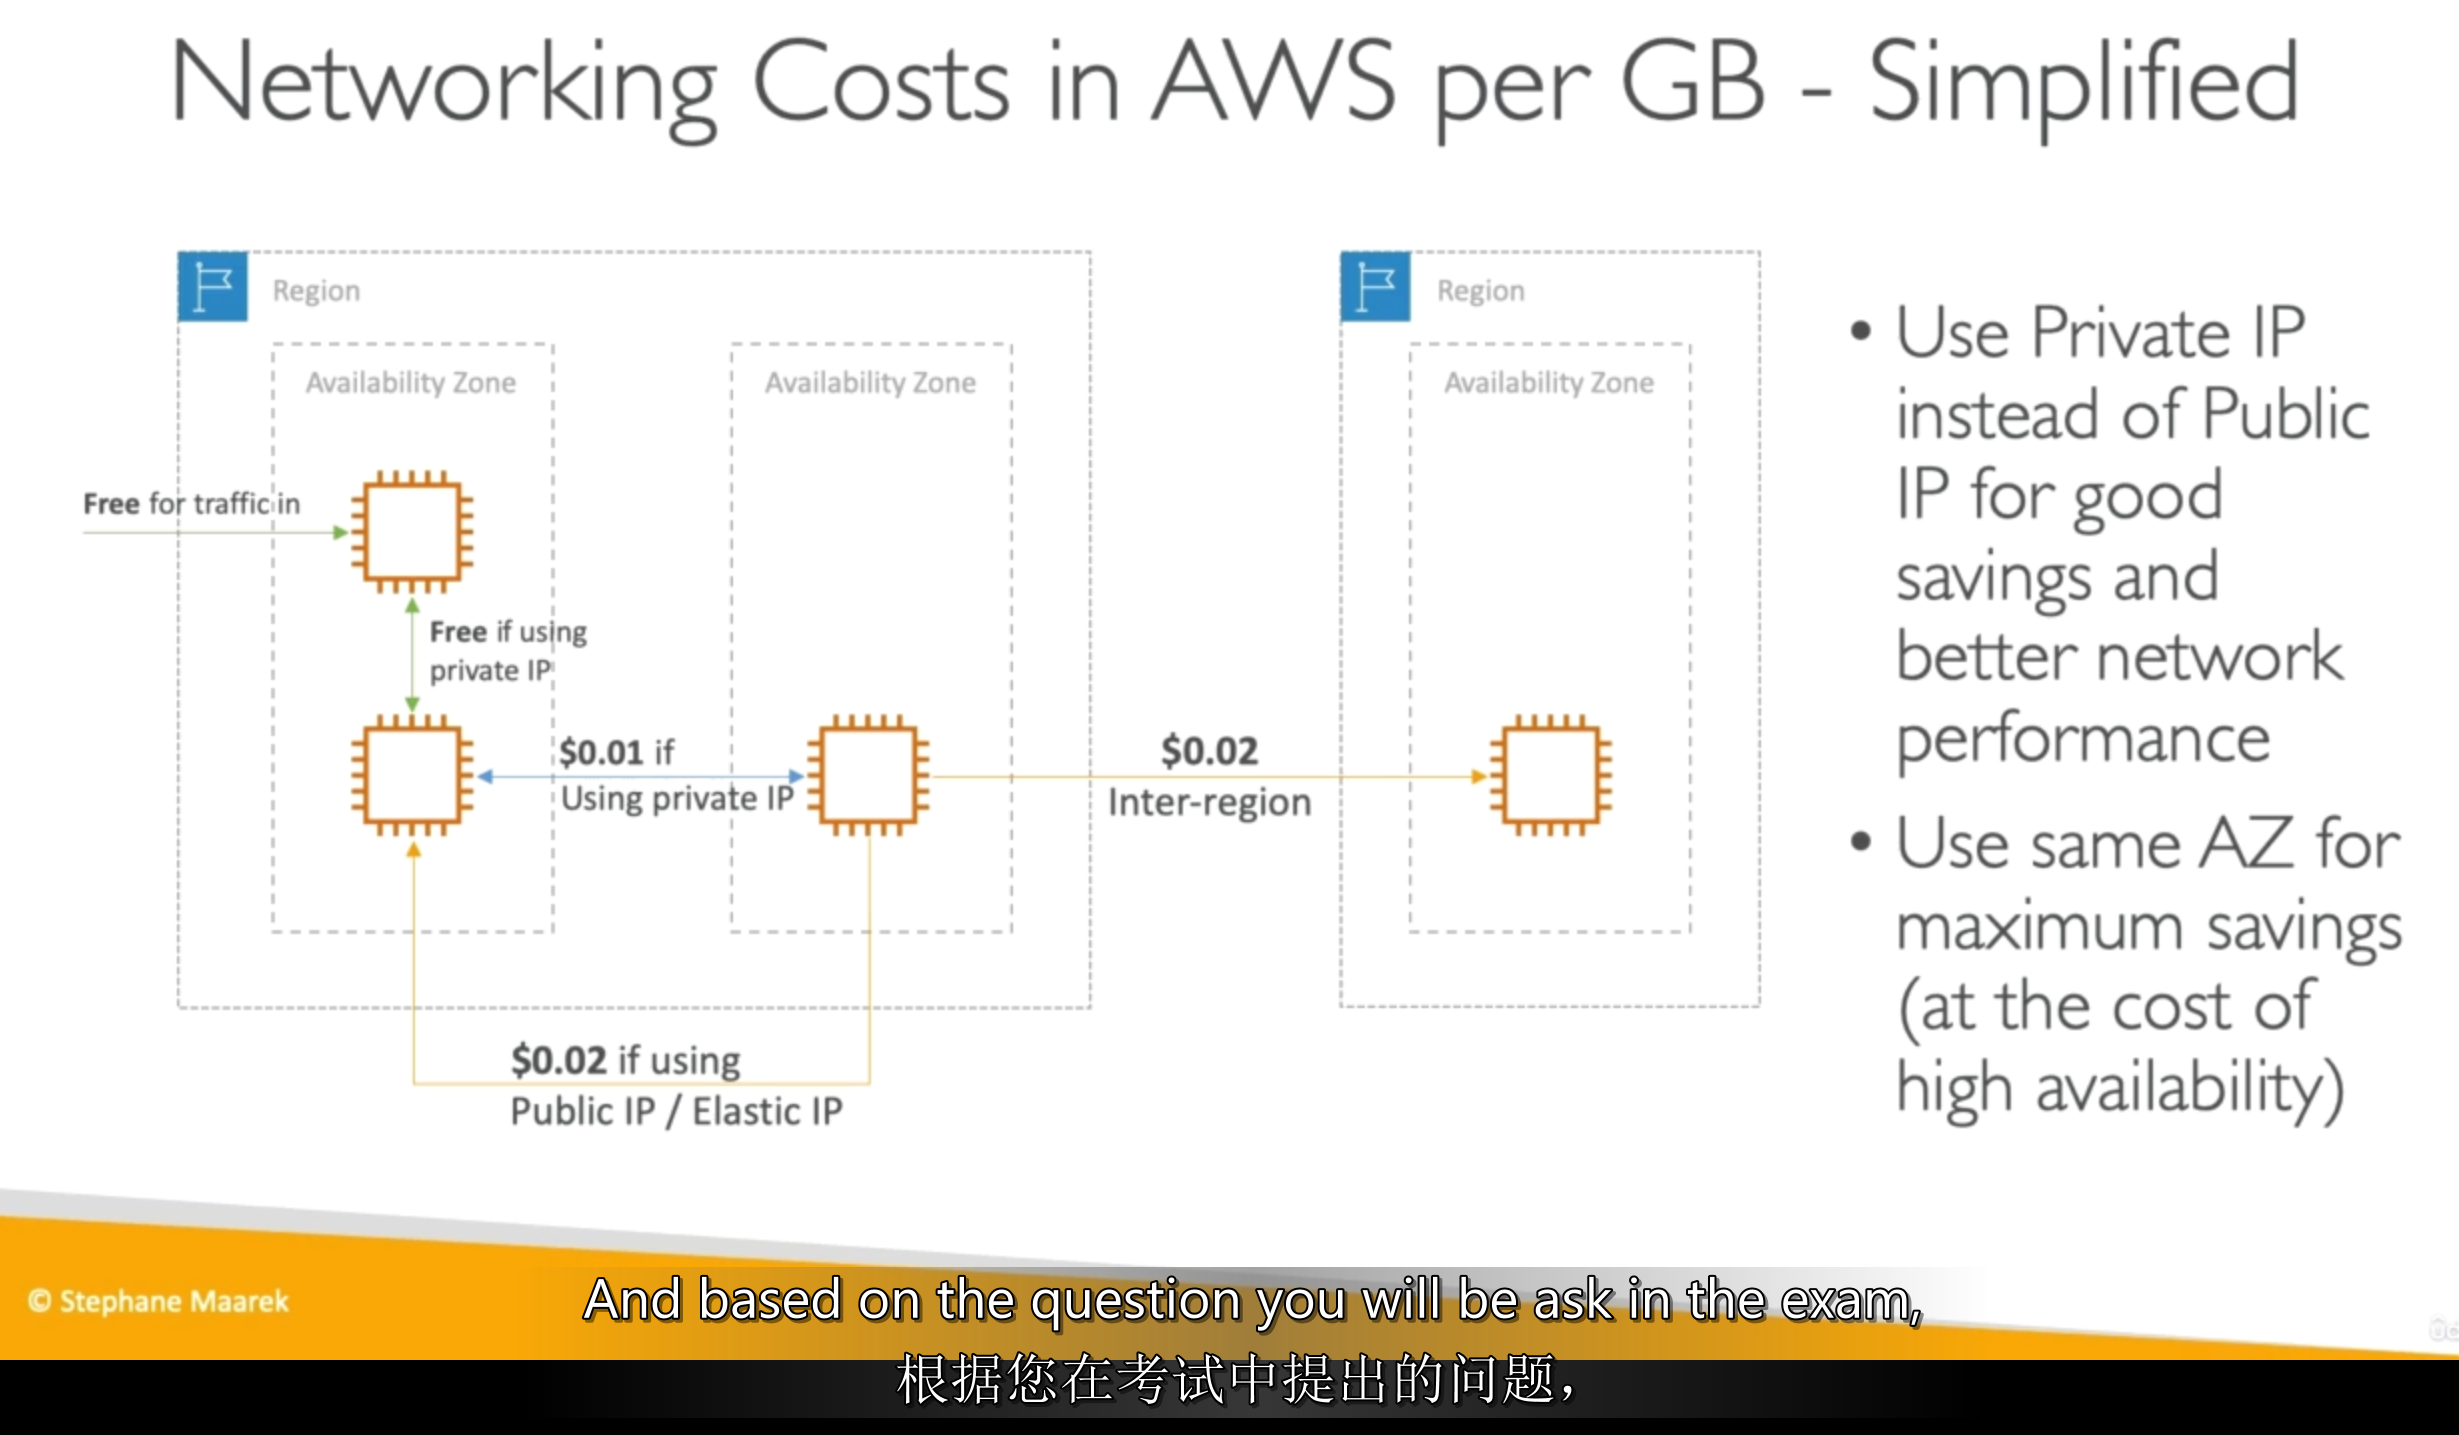 Networking Costs in AWS per GB - Simplified
Region
Availability Zone
Availability Zone
Free for traffic in
Free if using
private IP
$0.01 if
Using private IP
$0.02 if using
Public IP / Elastic IP
$0.02
Inter-region
Region
Availability Zone
• Use Private IP
instead of Public
IP for good
savings and
better network
performance
• Use same AZ for
maximum savings
(at the cost of
high availability)
© Stephane Maarek
And based on the question you will be ask in the exam,
根据您在考试中提出的问题，